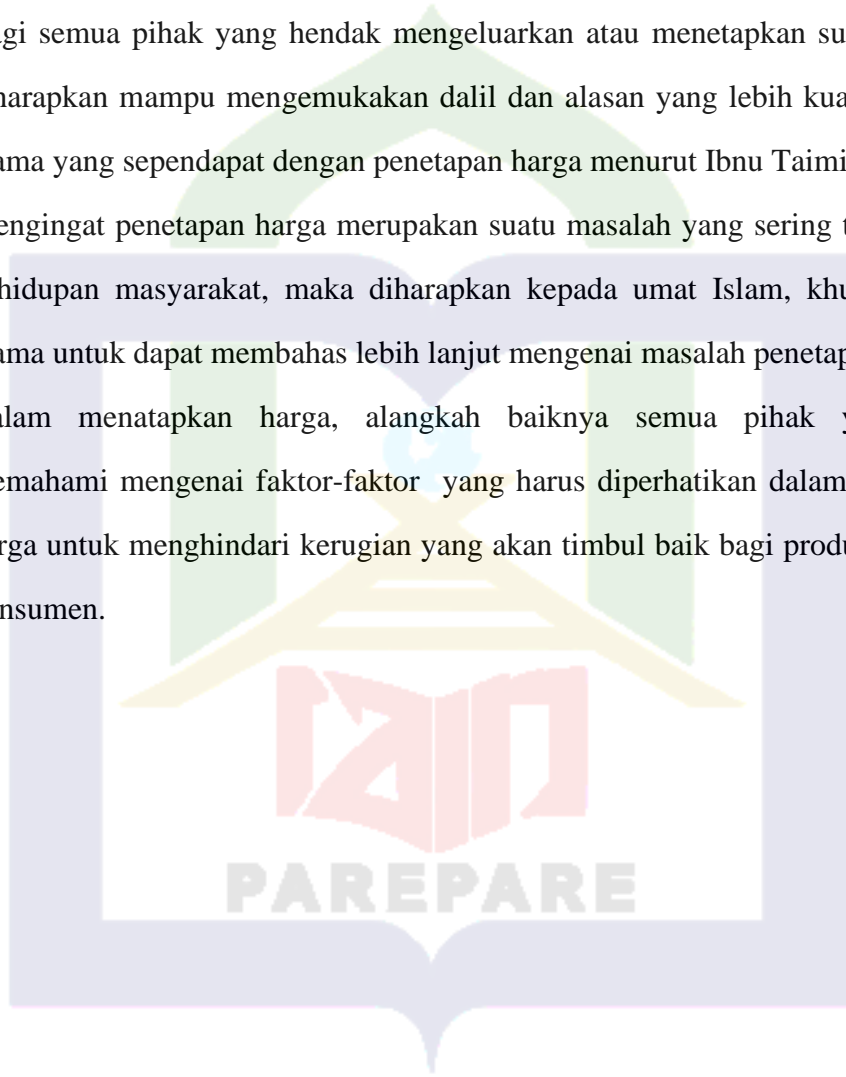 agi semua pihak yang hendak mengeluarkan atau menetapkan su
harapkan mampu mengemukakan dalil dan alasan yang lebih kua
ama yang sependapat dengan penetapan harga menurut Ibnu Taimi
engingat penetapan harga merupakan suatu masalah yang sering t
hidupan masyarakat, maka diharapkan kepada umat Islam, khu
ama untuk dapat membahas lebih lanjut mengenai masalah penetap
alam menatapkan harga, alangkah baiknya semua pihak y
emahami mengenai faktor-faktor yang harus diperhatikan dalam
rga untuk menghindari kerugian yang akan timbul baik bagi produ
nsumen.
PAREPARE